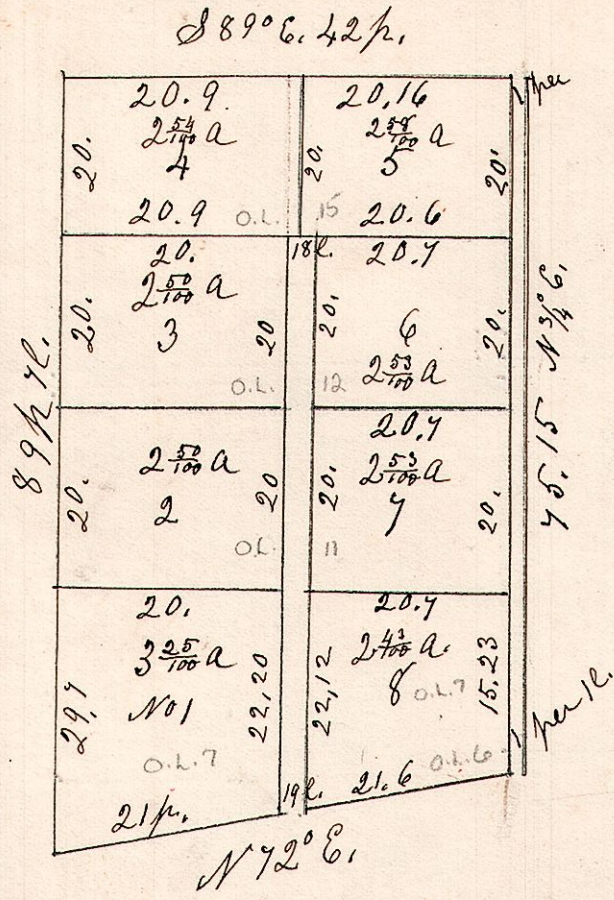 S 89° E. 42 p.
20.9.
2 54/100 a
4
20.
20.9
O.L.
20.16
2 58/100 a
5
20.
20.
15
20.6
per
20.
2 50/100 a
3
20.
20
O.L.
18 l.
20.7
20.
6
20.
12
2 53/100 a
89 p 7 l.
75.15 N 3/4° E.
2 50/100 a
2
20.
20
O.L.
20.7
2 53/100 a
7
20.
20.
11
20.
3 25/100 a
No 1
29.7
22.20
O.L. 7
21 p.
19 l.
20.7
2 43/100 a.
8
O.L. 7
22.12
15.23
O.L. 6
21.6
1 per 1 l.
N 72° E.